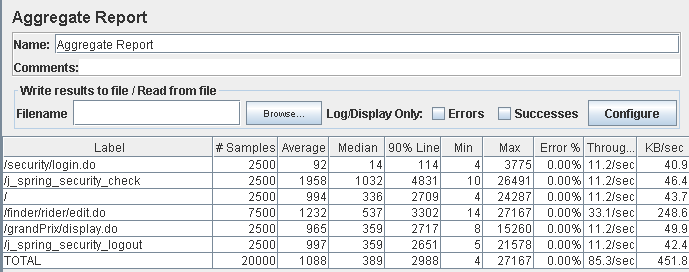 Aggregate Report
Name: Aggregate Report
Comments:
Write results to file / Read from file
Filename Browse... Log/Display Only: Errors Successes Configure
Label # Samples Average Median 90% Line Min Max Error % Throug... KB/sec
/security/login.do 2500 92 14 114 4 3775 0.00% 11.2/sec 40.9
/j_spring_security_check 2500 1958 1032 4831 10 26491 0.00% 11.2/sec 46.4
/ 2500 994 336 2709 4 24287 0.00% 11.2/sec 43.7
/finder/rider/edit.do 7500 1232 537 3302 14 27167 0.00% 33.1/sec 248.6
/grandPrix/display.do 2500 965 359 2717 8 15260 0.00% 11.2/sec 49.9
/j_spring_security_logout 2500 997 359 2651 5 21578 0.00% 11.2/sec 42.4
TOTAL 20000 1088 389 2988 4 27167 0.00% 85.3/sec 451.8